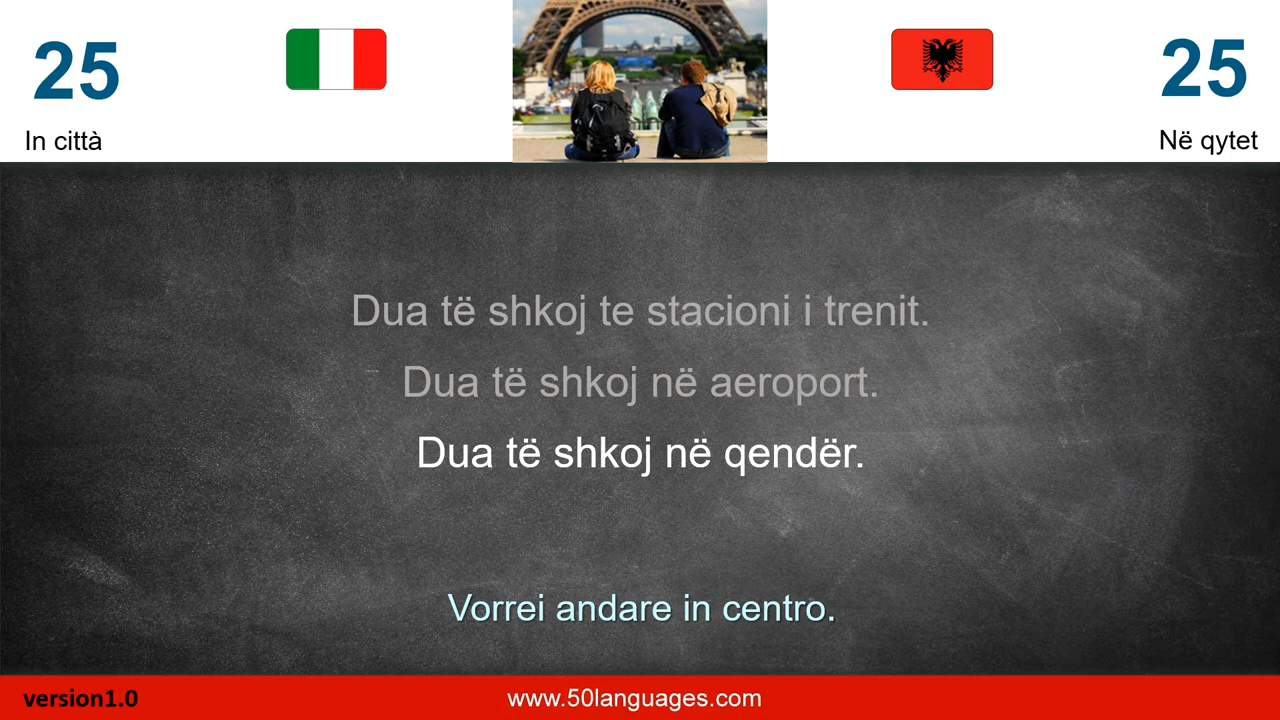 25
25
In città
Në qytet
Dua të shkoj te stacioni i trenit.
Dua të shkoj në aeroport.
Dua të shkoj në qendër.
Vorrei andare in centro.
version1.0
www.50languages.com